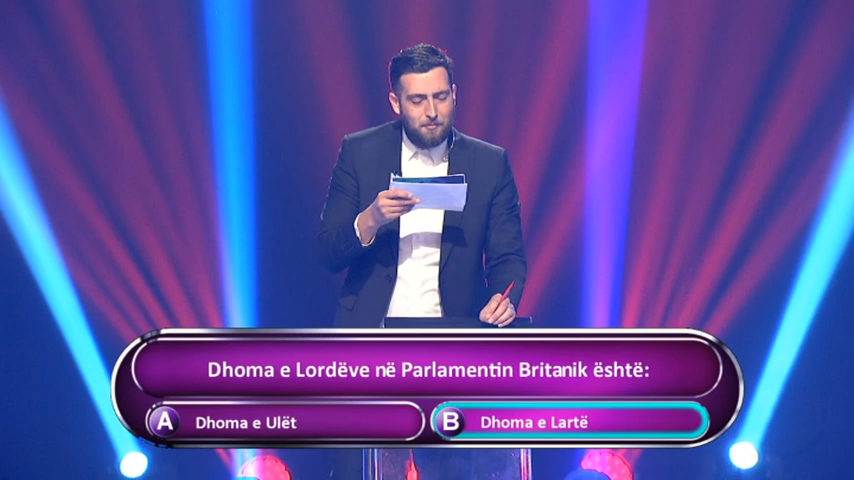 Dhoma e Lordëve në Parlamentin Britanik është:
A Dhoma e Ulët
B Dhoma e Lartë